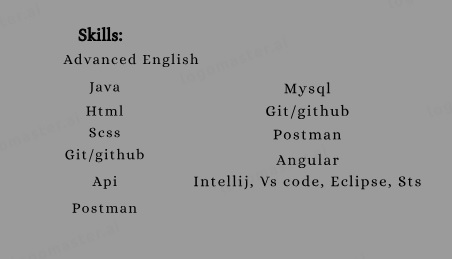 Skills:
Advanced English
Java
Html
Scss
Git/github
Api
Postman
Mysql
Git/github
Postman
Angular
Intellij, Vs code, Eclipse, Sts